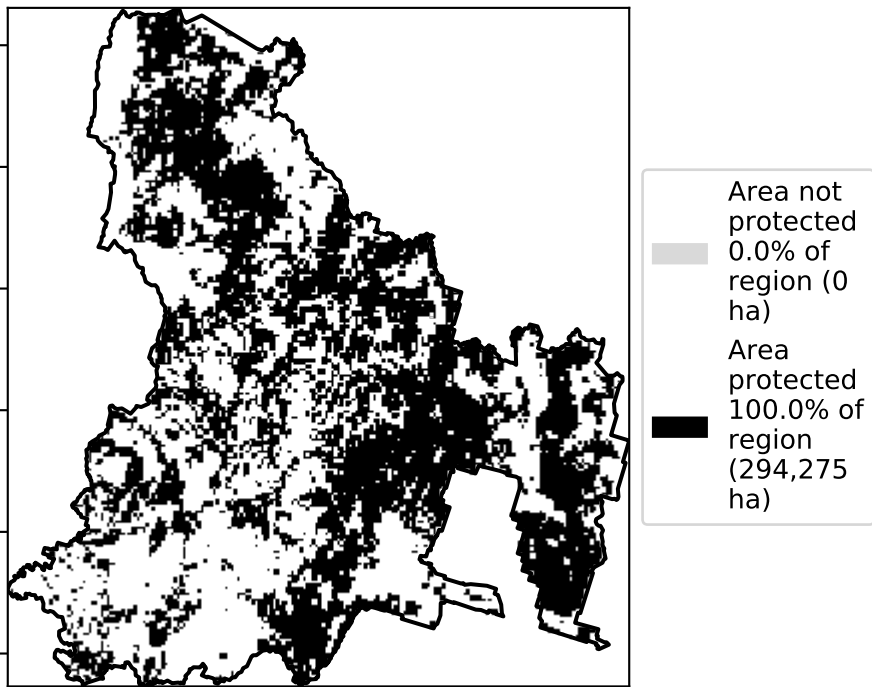 Area not
protected
0.0% of
region (0
ha)
Area
protected
100.0% of
region
(294,275
ha)